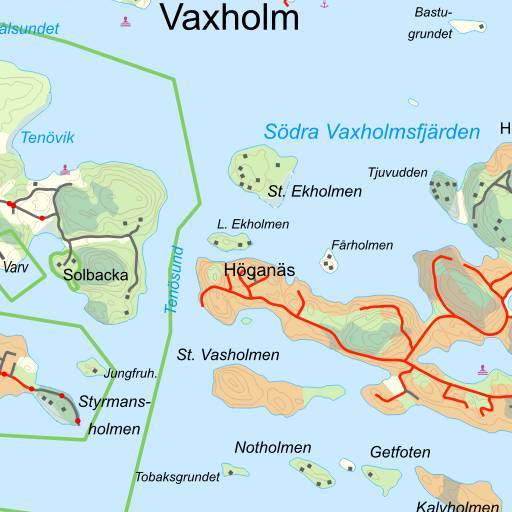 Vaxholm
Bastu-
grundet
alsundet
Södra Vaxholmsfjärden
H
Tenövik
Tjuvudden
St. Ekholmen
L. Ekholmen
Fårholmen
Varv
Solbacka
Höganäs
Tenösund
St. Vasholmen
Jungfruh.
Styrmans-
holmen
Notholmen
Getfoten
Tobaksgrundet
Kalvholmen